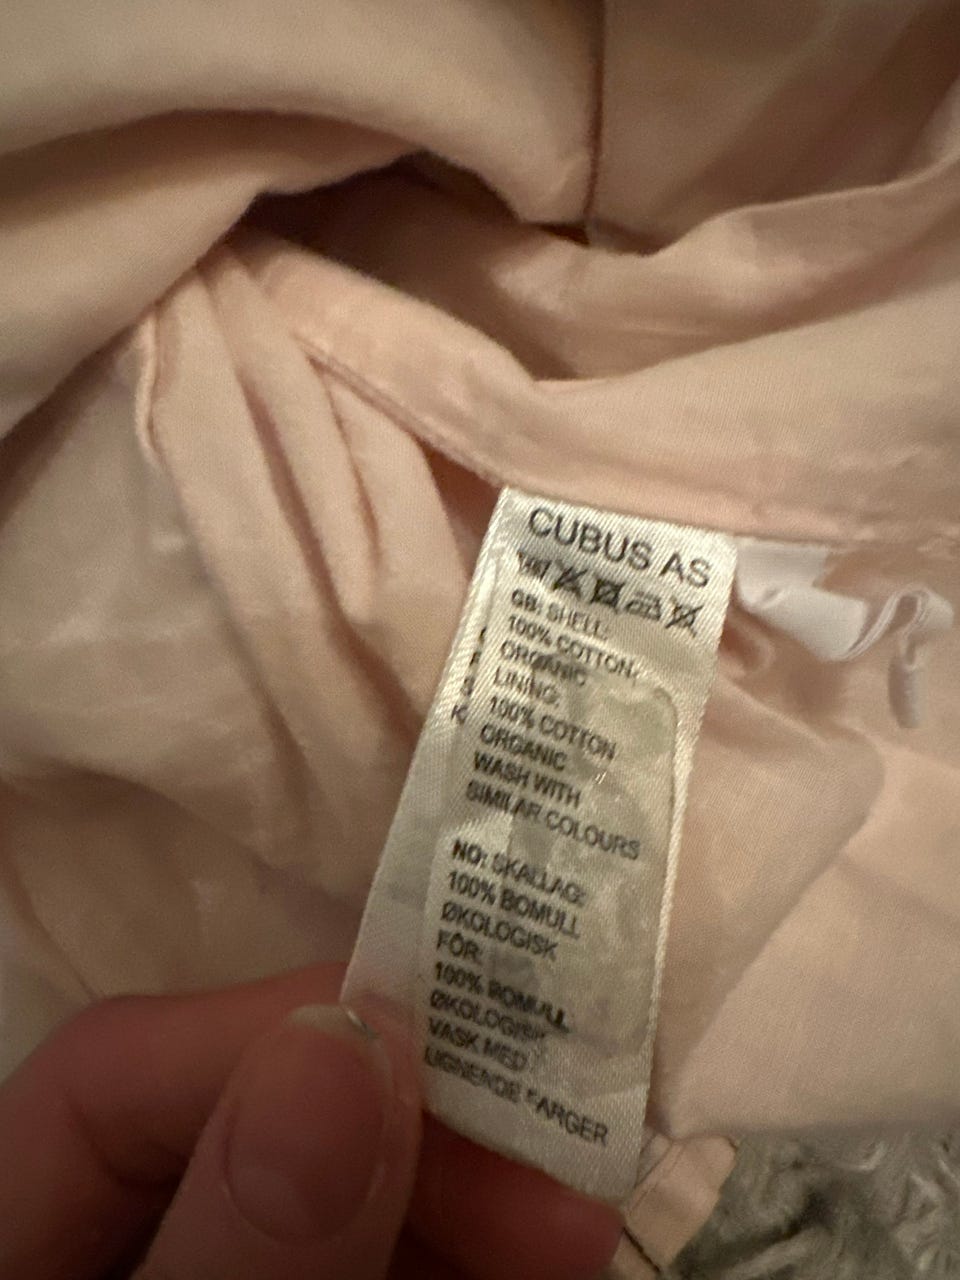 CUBUS AS
GB: SHELL:
100% COTTON,
ORGANIC
LINING:
100% COTTON
ORGANIC
WASH WITH
SIMILAR COLOURS
NO: SKALLAG:
100% BOMULL
ØKOLOGISK
FÔR:
100% BOMULL
ØKOLOGISK
VASK MED
LIGNENDE FARGER